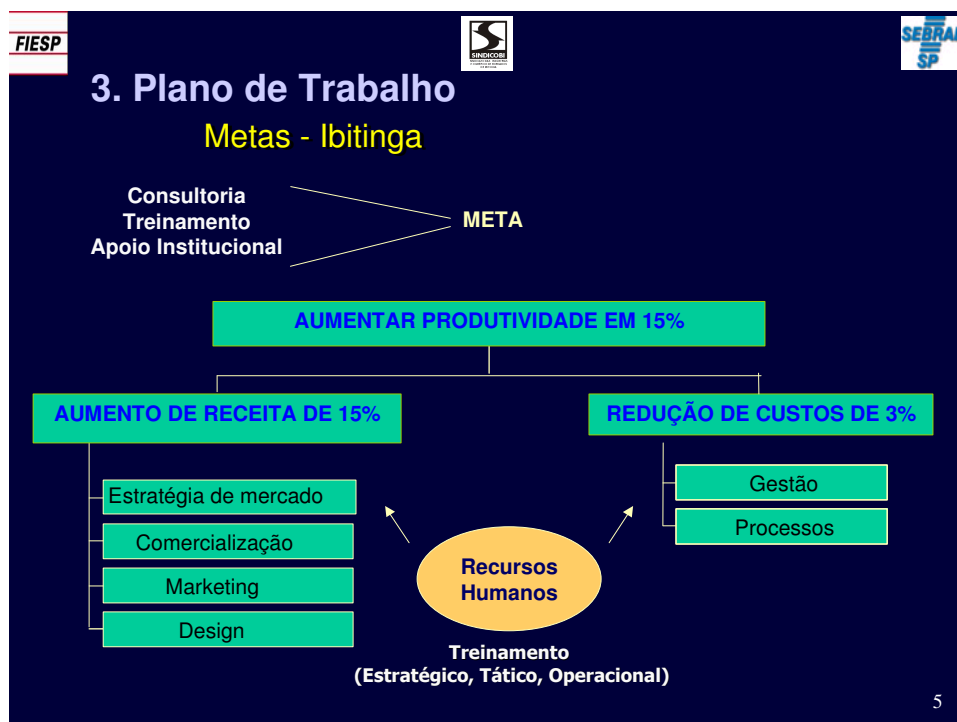 FIESP
SINDICOBI
SEBRAE
SP
3. Plano de Trabalho
Metas - Ibitinga
Consultoria
Treinamento
Apoio Institucional
META
AUMENTAR PRODUTIVIDADE EM 15%
AUMENTO DE RECEITA DE 15%
REDUÇÃO DE CUSTOS DE 3%
Estratégia de mercado
Comercialização
Marketing
Design
Gestão
Processos
Recursos
Humanos
Treinamento
(Estratégico, Tático, Operacional)
5